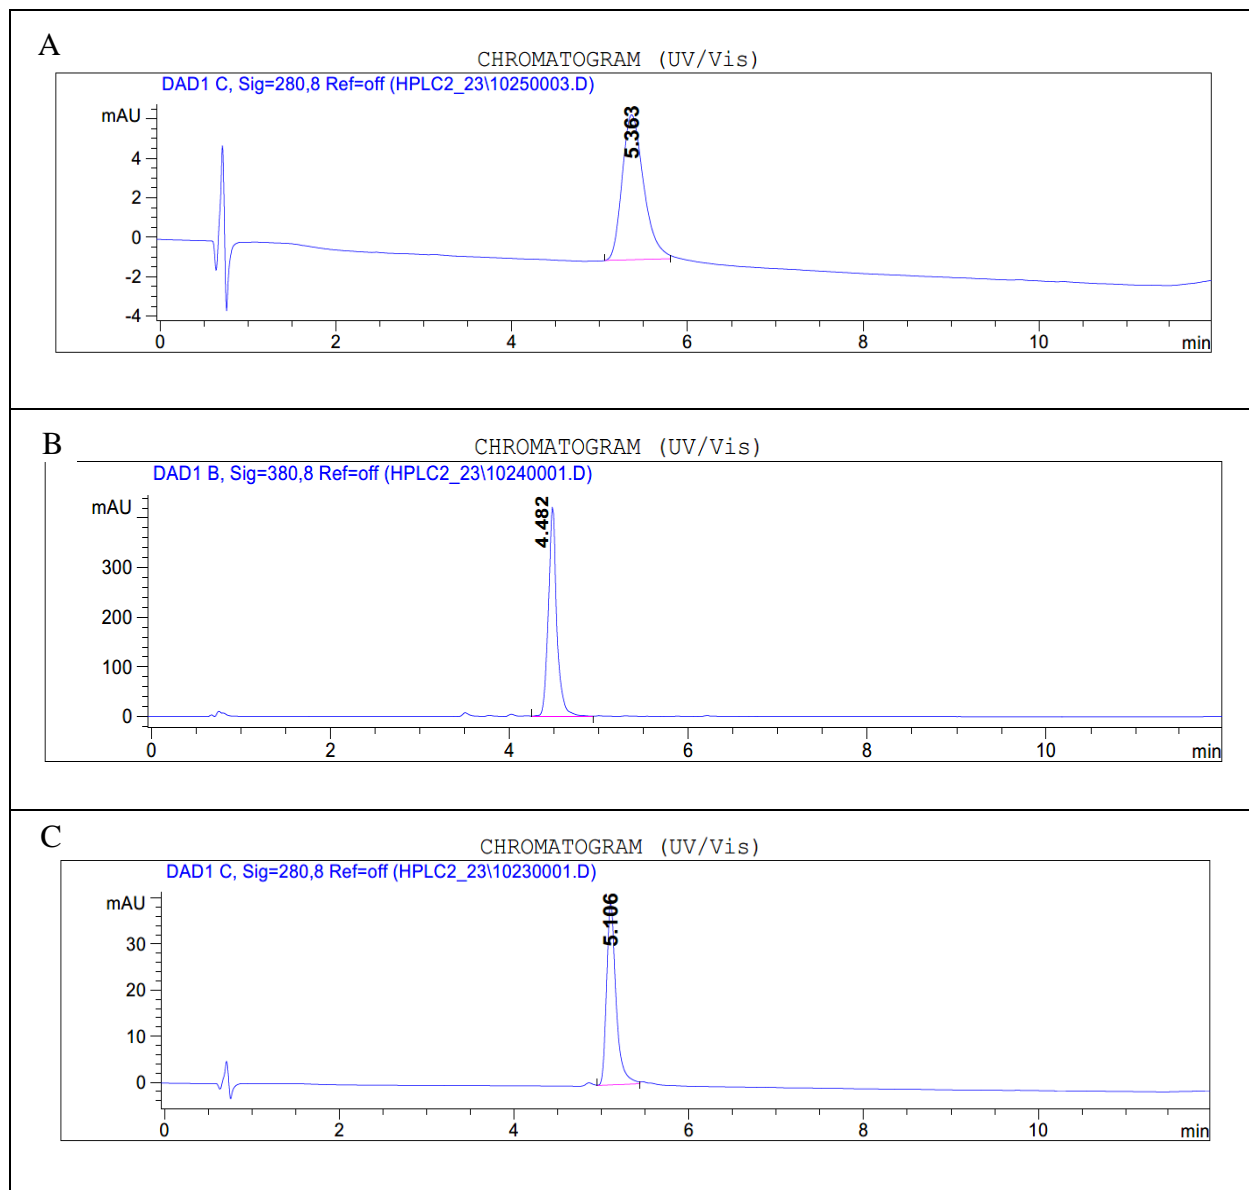 A
CHROMATOGRAM (UV/Vis)
DAD1 C, Sig=280,8 Ref=off (HPLC2_23\10250003.D)
mAU
5.363
4
2
0
-2
-4
0 2 4 6 8 10 min
B
CHROMATOGRAM (UV/Vis)
DAD1 B, Sig=380,8 Ref=off (HPLC2_23\10240001.D)
mAU
4.482
300
200
100
0
0 2 4 6 8 10 min
C
CHROMATOGRAM (UV/Vis)
DAD1 C, Sig=280,8 Ref=off (HPLC2_23\10230001.D)
mAU
5.106
30
20
10
0
0 2 4 6 8 10 min